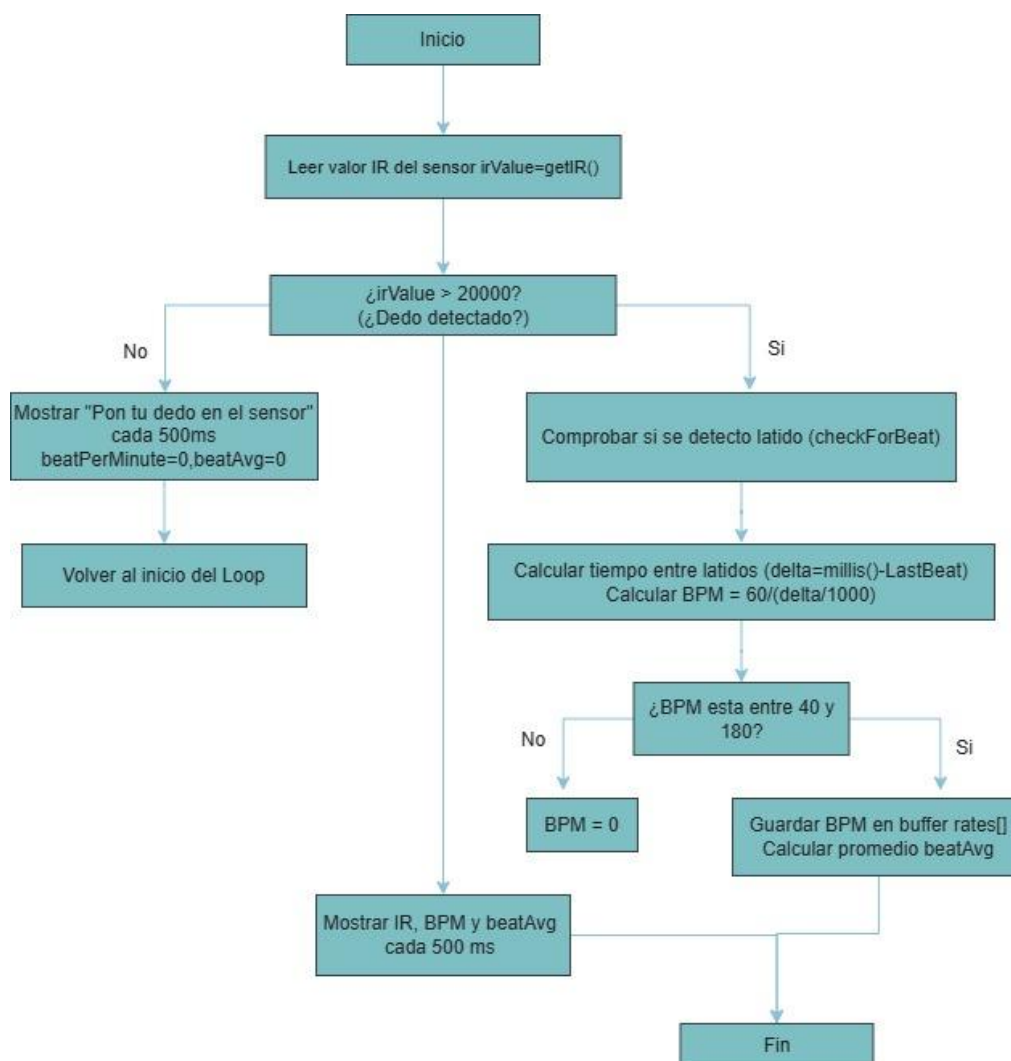 Inicio
Leer valor IR del sensor irValue=getIR()
¿irValue > 20000?
(¿Dedo detectado?)
No
Si
Mostrar "Pon tu dedo en el sensor"
cada 500ms
beatPerMinute=0,beatAvg=0
Comprobar si se detecto latido (checkForBeat)
Volver al inicio del Loop
Calcular tiempo entre latidos (delta=millis()-LastBeat)
Calcular BPM = 60/(delta/1000)
¿BPM esta entre 40 y
180?
No
Si
BPM = 0
Guardar BPM en buffer rates[]
Calcular promedio beatAvg
Mostrar IR, BPM y beatAvg
cada 500 ms
Fin